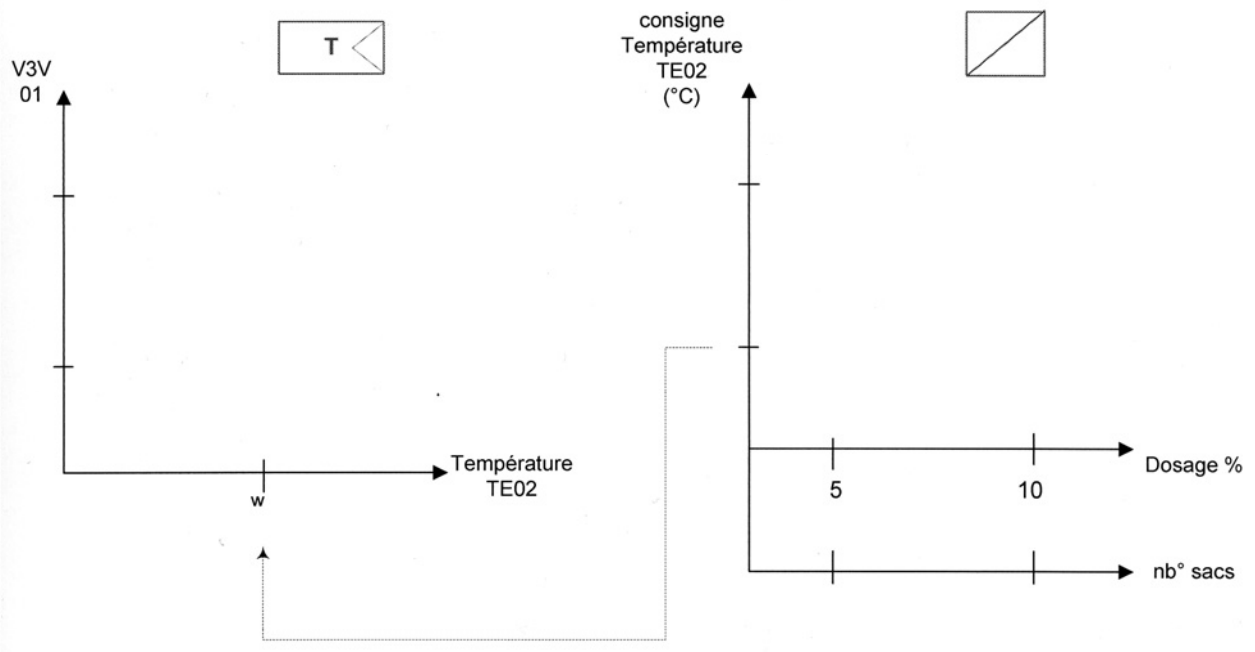 V3V
01
T
Température
TE02
w
consigne
Température
TE02
(°C)
5
10
Dosage %
nb° sacs